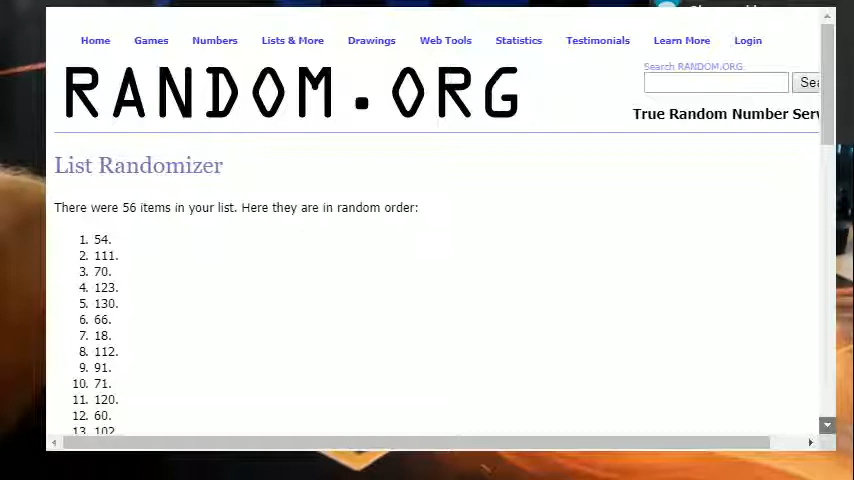 Home Games Numbers Lists & More Drawings Web Tools Statistics Testimonials Learn More Login
Search RANDOM.ORG
RANDOM.ORG
True Random Number
List Randomizer
There were 56 items in your list. Here they are in random order:
1. 54.
2. 111.
3. 70.
4. 123.
5. 130.
6. 66.
7. 18.
8. 112.
9. 91.
10. 71.
11. 120.
12. 60.
13. 102